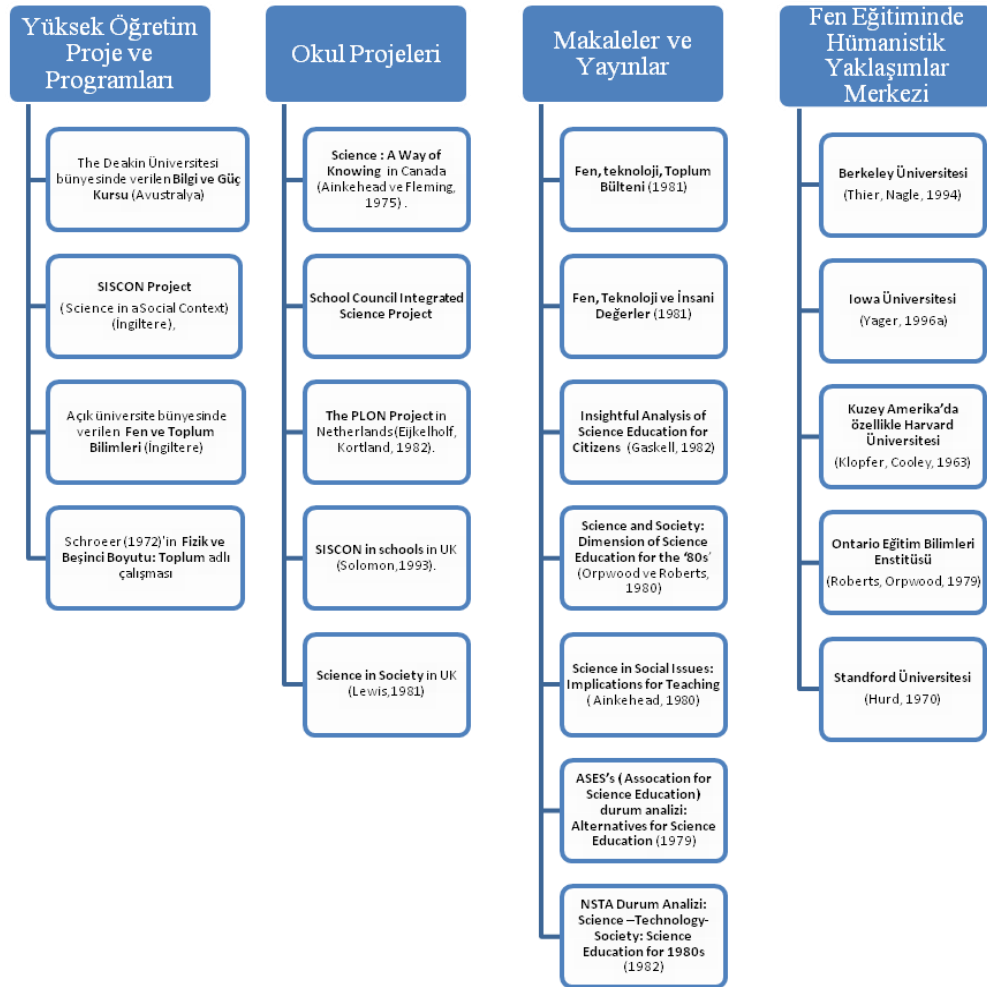 Yüksek Öğretim
Proje ve
Programları
The Deakin Üniversitesi
bünyesinde verilen Bilgi ve Güç
Kursu (Avustralya)
SISCON Project
(Science in a Social Context)
(İngiltere),
Açık üniversite bünyesinde
verilen Fen ve Toplum
Bilimleri (İngiltere)
Schroeer (1972)'in Fizik ve
Beşinci Boyutu: Toplum adlı
çalışması
Okul Projeleri
Science : A Way of
Knowing in Canada
(Ainkehead ve Fleming,
1975) .
School Council Integrated
Science Project
The PLON Project in
Netherlands (Eijkelholf,
Kortland, 1982).
SISCON in schools in UK
(Solomon,1993).
Science in Society in UK
(Lewis,1981)
Makaleler ve
Yayınlar
Fen, teknoloji, Toplum
Bülteni (1981)
Fen, Teknoloji ve İnsani
Değerler (1981)
Insightful Analysis of
Science Education for
Citizens (Gaskell, 1982)
Science and Society:
Dimension of Science
Education for the ‘80s’
(Orpwood ve Roberts,
1980)
Science in Social Issues:
Implications for Teaching
( Ainkehead, 1980)
ASES’s ( Assocation for
Science Education)
durum analizi:
Alternatives for Science
Education (1979)
NSTA Durum Analizi:
Science –Technology-
Society: Science
Education for 1980s
(1982)
Fen Eğitiminde
Hümanistik
Yaklaşımlar
Merkezi
Berkeley Üniversitesi
(Thier, Nagle, 1994)
Iowa Üniversitesi
(Yager, 1996a)
Kuzey Amerika’da
özellikle Harvard
Üniversitesi
(Klopfer, Cooley, 1963)
Ontario Eğitim Bilimleri
Enstitüsü
(Roberts, Orpwood, 1979)
Standford Üniversitesi
(Hurd, 1970)